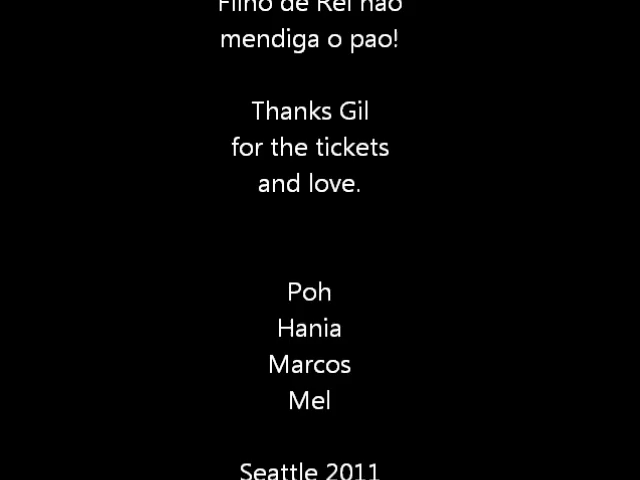 Filho de Rei nao
mendiga o pao!
Thanks Gil
for the tickets
and love.
Poh
Hania
Marcos
Mel
Seattle 2011